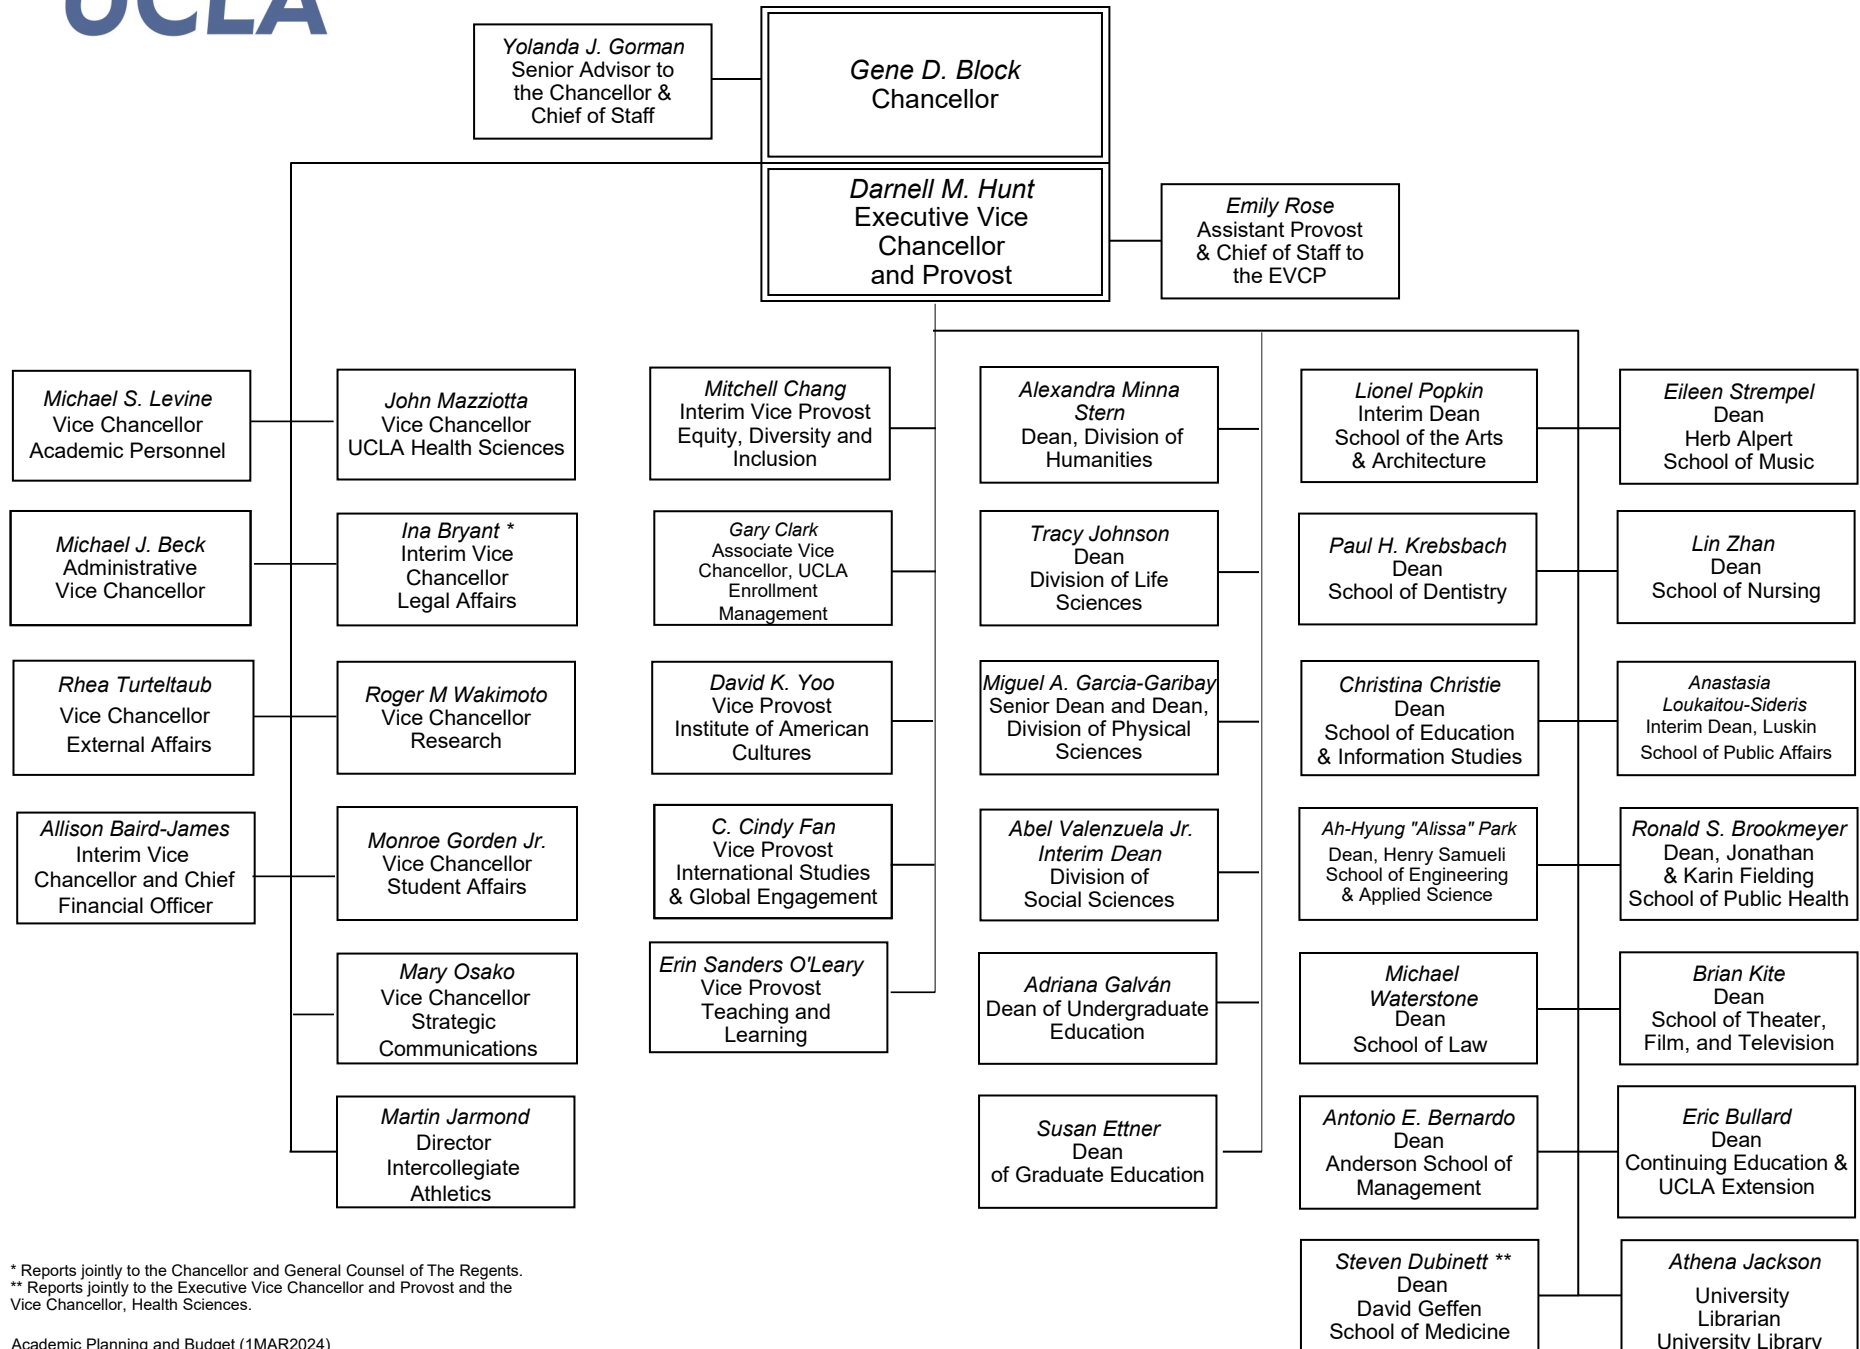 UCLA
Yolanda J. Gorman
Senior Advisor to
the Chancellor &
Chief of Staff
Gene D. Block
Chancellor
Darnell M. Hunt
Executive Vice
Chancellor
and Provost
Emily Rose
Assistant Provost
& Chief of Staff to
the EVCP
Michael S. Levine
Vice Chancellor
Academic Personnel
John Mazziotta
Vice Chancellor
UCLA Health Sciences
Mitchell Chang
Interim Vice Provost
Equity, Diversity and
Inclusion
Alexandra Minna
Stern
Dean, Division of
Humanities
Lionel Popkin
Interim Dean
School of the Arts
& Architecture
Eileen Strempel
Dean
Herb Alpert
School of Music
Michael J. Beck
Administrative
Vice Chancellor
Ina Bryant *
Interim Vice
Chancellor
Legal Affairs
Gary Clark
Associate Vice
Chancellor, UCLA
Enrollment
Management
Tracy Johnson
Dean
Division of Life
Sciences
Paul H. Krebsbach
Dean
School of Dentistry
Lin Zhan
Dean
School of Nursing
Rhea Turteltaub
Vice Chancellor
External Affairs
Roger M Wakimoto
Vice Chancellor
Research
David K. Yoo
Vice Provost
Institute of American
Cultures
Miguel A. Garcia-Garibay
Senior Dean and Dean,
Division of Physical
Sciences
Christina Christie
Dean
School of Education
& Information Studies
Anastasia
Loukaitou-Sideris
Interim Dean, Luskin
School of Public Affairs
Allison Baird-James
Interim Vice
Chancellor and Chief
Financial Officer
Monroe Gorden Jr.
Vice Chancellor
Student Affairs
C. Cindy Fan
Vice Provost
International Studies
& Global Engagement
Abel Valenzuela Jr.
Interim Dean
Division of
Social Sciences
Ah-Hyung "Alissa" Park
Dean, Henry Samueli
School of Engineering
& Applied Science
Ronald S. Brookmeyer
Dean, Jonathan
& Karin Fielding
School of Public Health
Mary Osako
Vice Chancellor
Strategic
Communications
Erin Sanders O'Leary
Vice Provost
Teaching and
Learning
Adriana Galván
Dean of Undergraduate
Education
Michael
Waterstone
Dean
School of Law
Brian Kite
Dean
School of Theater,
Film, and Television
Martin Jarmond
Director
Intercollegiate
Athletics
Susan Ettner
Dean
of Graduate Education
Antonio E. Bernardo
Dean
Anderson School of
Management
Eric Bullard
Dean
Continuing Education &
UCLA Extension
Steven Dubinett **
Dean
David Geffen
School of Medicine
Athena Jackson
University
Librarian
University Library
* Reports jointly to the Chancellor and General Counsel of The Regents.
** Reports jointly to the Executive Vice Chancellor and Provost and the
Vice Chancellor, Health Sciences.
Academic Planning and Budget (1MAR2024)